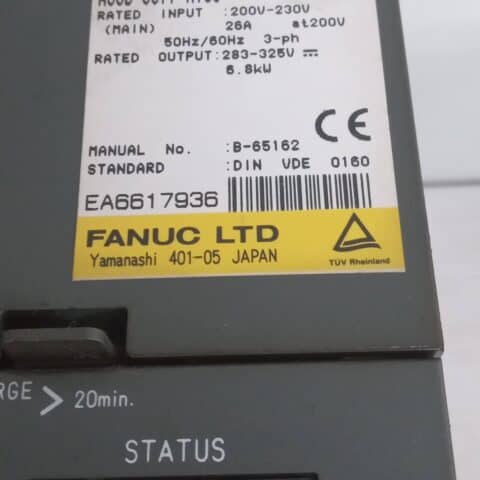 RATED INPUT :200V-230V
(MAIN) 26A at200V
50Hz/60Hz 3-ph
RATED OUTPUT:283-325V
6.8kW
CE
MANUAL No. :B-65162
STANDARD :DIN VDE 0160
EA6617936
FANUC LTD
Yamanashi 401-05 JAPAN
TÜV Rheinland
RGE > 20min.
STATUS